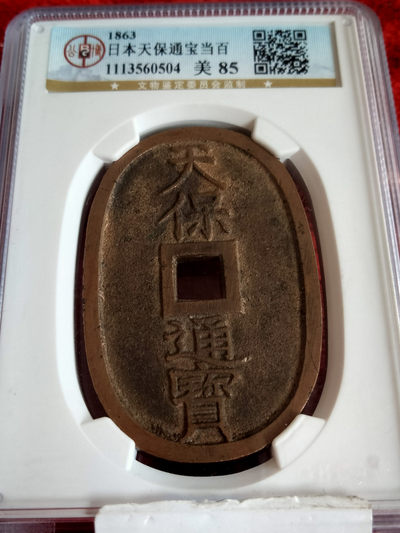 1863
日本天保通宝当百
1113560504 美 85
★ 文物鉴定委员会监制 ★
天保
通寳